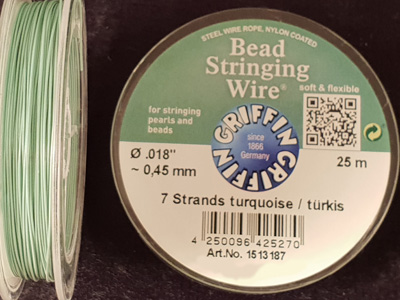 STEEL WIRE ROPE, NYLON COATED
Bead
Stringing
Wire®
soft & flexible
for stringing
pearls and
beads
GRIFFIN
since
1866
Germany
GRIFFIN
Ø .018"
~ 0,45 mm
25 m
7 Strands turquoise / türkis
4 250096 425270
Art.No. 1513187